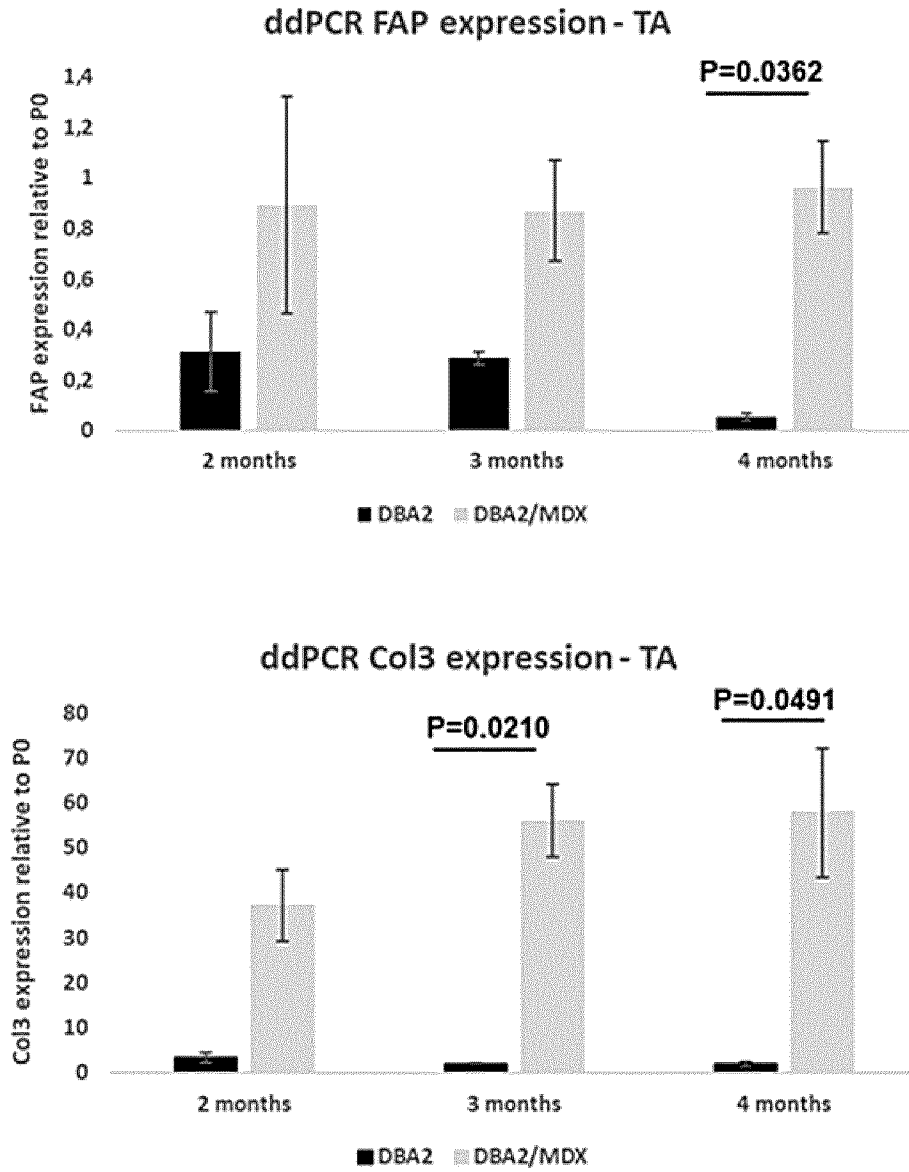 ddPCR FAP expression - TA
P=0.0362
FAP expression relative to P0
1,4
1,2
1
0,8
0,6
0,4
0,2
0
2 months 3 months 4 months
DBA2 DBA2/MDX
ddPCR Col3 expression - TA
P=0.0210
P=0.0491
Col3 expression relative to P0
80
70
60
50
40
30
20
10
0
2 months 3 months 4 months
DBA2 DBA2/MDX